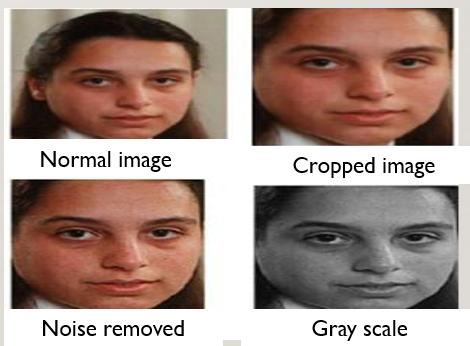 Normal image
Cropped image
Noise removed
Gray scale